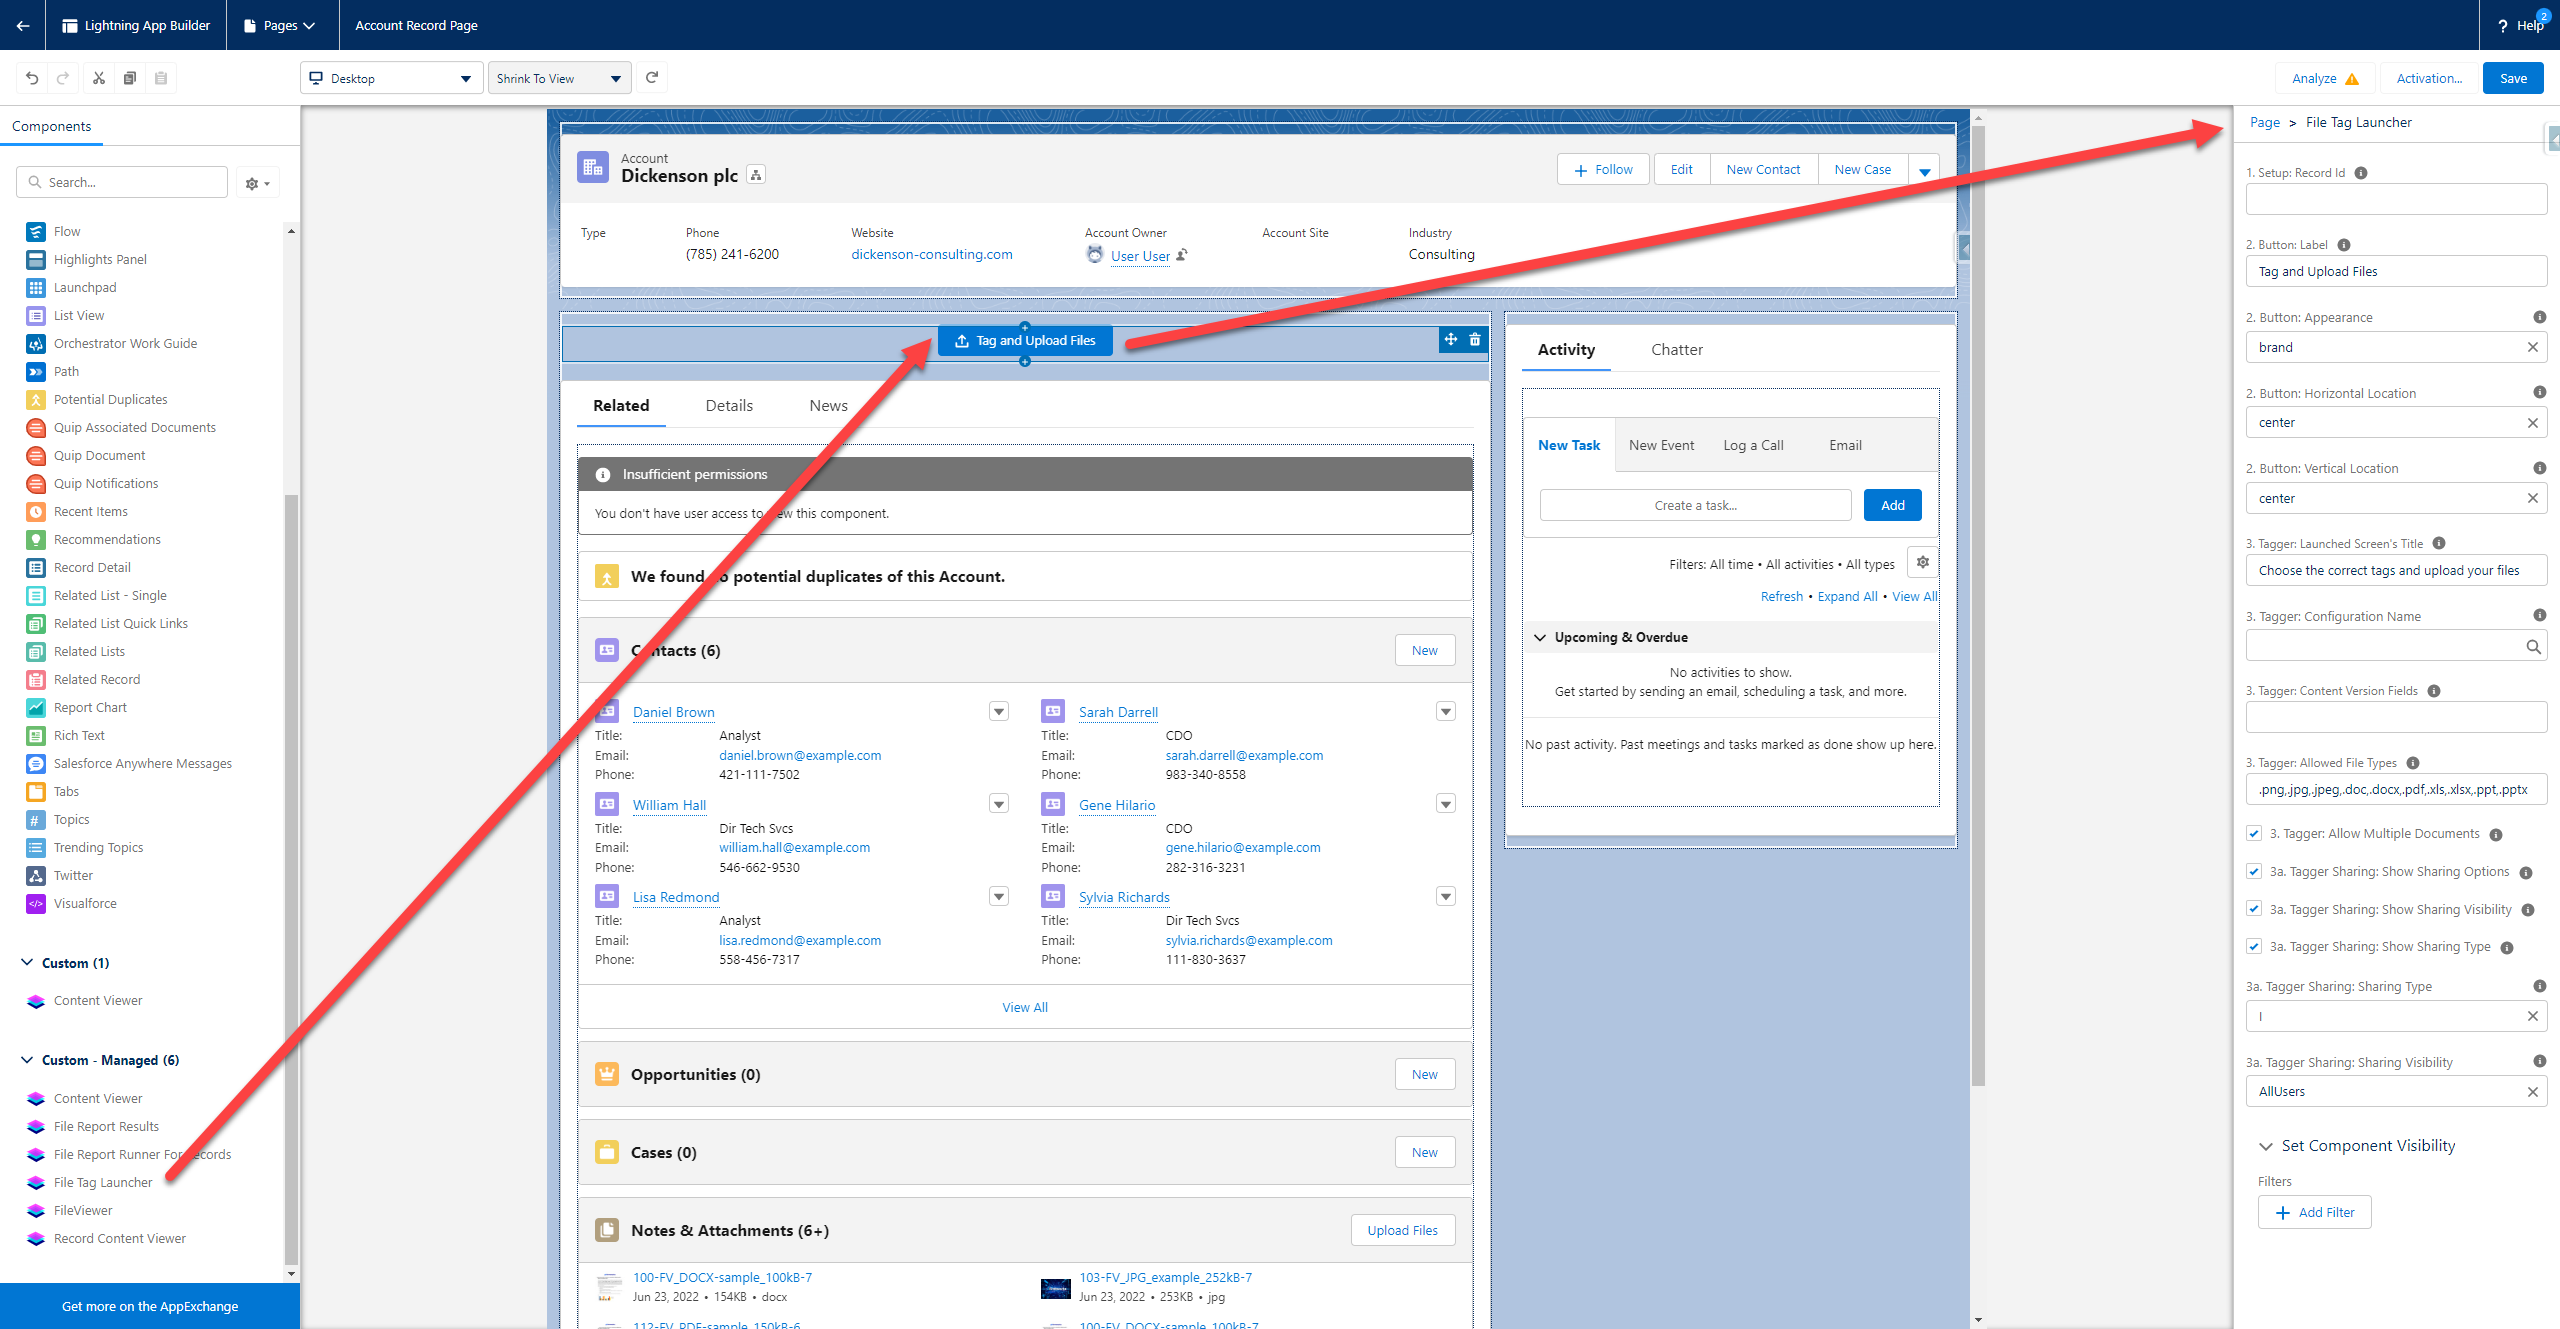 Lightning App Builder
Pages
Account Record Page
? Help
2
Desktop
Shrink To View
Analyze
Activation...
Save
Components
Search...
Flow
Highlights Panel
Launchpad
List View
Orchestrator Work Guide
Path
Potential Duplicates
Quip Associated Documents
Quip Document
Quip Notifications
Recent Items
Recommendations
Record Detail
Related List - Single
Related List Quick Links
Related Lists
Related Record
Report Chart
Rich Text
Salesforce Anywhere Messages
Tabs
Topics
Trending Topics
Twitter
Visualforce
Custom (1)
Content Viewer
Custom - Managed (6)
Content Viewer
File Report Results
File Report Runner For Records
File Tag Launcher
FileViewer
Record Content Viewer
Get more on the AppExchange
Account
Dickenson plc
Follow
Edit
New Contact
New Case
Type
Phone
(785) 241-6200
Website
dickenson-consulting.com
Account Owner
User User
Account Site
Industry
Consulting
Tag and Upload Files
Related
Details
News
Insufficient permissions
You don't have user access to view this component.
We found no potential duplicates of this Account.
Contacts (6)
New
Daniel Brown
Title: Analyst
Email: daniel.brown@example.com
Phone: 421-111-7502
Sarah Darrell
Title: CDO
Email: sarah.darrell@example.com
Phone: 983-340-8558
William Hall
Title: Dir Tech Svcs
Email: william.hall@example.com
Phone: 546-662-9530
Gene Hilario
Title: CDO
Email: gene.hilario@example.com
Phone: 282-316-3231
Lisa Redmond
Title: Analyst
Email: lisa.redmond@example.com
Phone: 558-456-7317
Sylvia Richards
Title: Dir Tech Svcs
Email: sylvia.richards@example.com
Phone: 111-830-3637
View All
Opportunities (0)
New
Cases (0)
New
Notes & Attachments (6+)
Upload Files
100-FV_DOCX-sample_100kB-7
Jun 23, 2022 • 154KB • docx
103-FV_JPG_example_252kB-7
Jun 23, 2022 • 253KB • jpg
112-FV_PDF-sample_150kB-6
100-FV_DOCX-sample_100kB-7
Activity
Chatter
New Task
New Event
Log a Call
Email
Create a task...
Add
Filters: All time • All activities • All types
Refresh • Expand All • View All
Upcoming & Overdue
No activities to show.
Get started by sending an email, scheduling a task, and more.
No past activity. Past meetings and tasks marked as done show up here.
Page > File Tag Launcher
1. Setup: Record Id
2. Button: Label
Tag and Upload Files
2. Button: Appearance
brand
2. Button: Horizontal Location
center
2. Button: Vertical Location
center
3. Tagger: Launched Screen's Title
Choose the correct tags and upload your files
3. Tagger: Configuration Name
3. Tagger: Content Version Fields
3. Tagger: Allowed File Types
.png,.jpg,.jpeg,.doc,.docx,.pdf,.xls,.xlsx,.ppt,.pptx
3. Tagger: Allow Multiple Documents
3a. Tagger Sharing: Show Sharing Options
3a. Tagger Sharing: Show Sharing Visibility
3a. Tagger Sharing: Show Sharing Type
3a. Tagger Sharing: Sharing Type
I
3a. Tagger Sharing: Sharing Visibility
AllUsers
Set Component Visibility
Filters
Add Filter